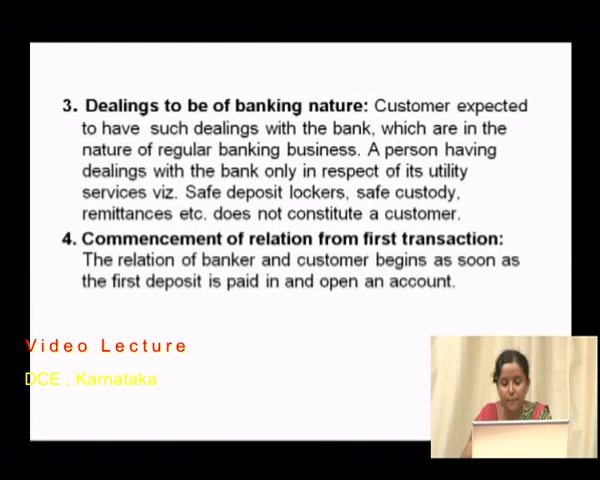 3. Dealings to be of banking nature: Customer expected
to have such dealings with the bank, which are in the
nature of regular banking business. A person having
dealings with the bank only in respect of its utility
services viz. Safe deposit lockers, safe custody,
remittances etc. does not constitute a customer.
4. Commencement of relation from first transaction:
The relation of banker and customer begins as soon as
the first deposit is paid in and open an account.
Video Lecture
DCE , Karnataka